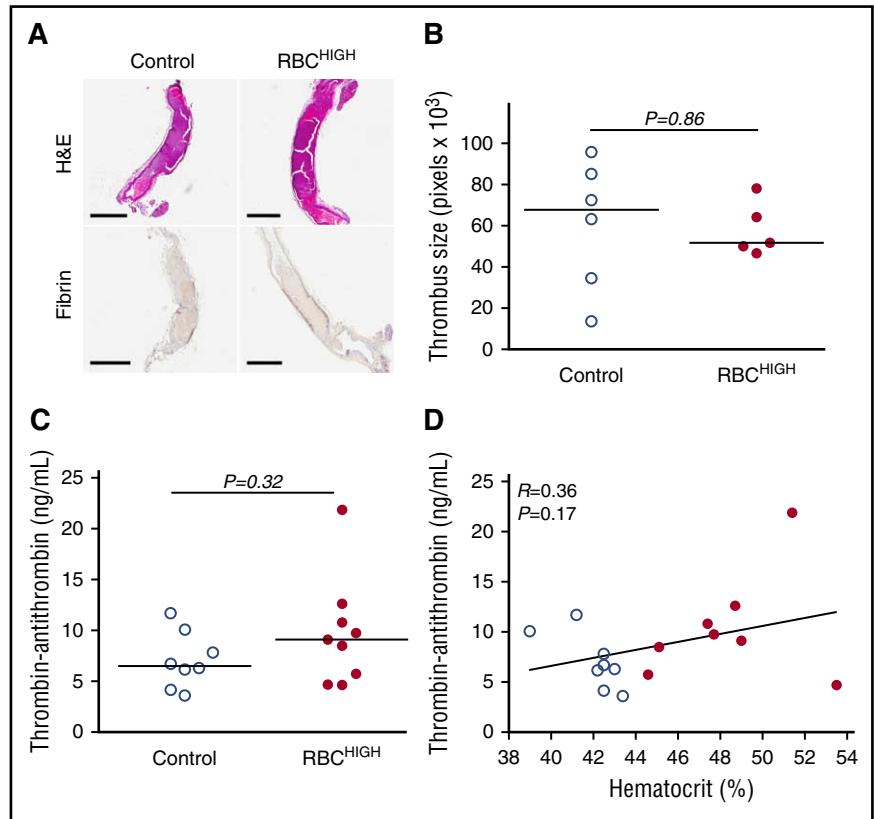 A
Control
RBC^HIGH
H&E
Fibrin
B
Thrombus size (pixels x 10³)
100
80
60
40
20
0
P=0.86
Control
RBC^HIGH
C
Thrombin-antithrombin (ng/mL)
25
20
15
10
5
0
P=0.32
Control
RBC^HIGH
D
Thrombin-antithrombin (ng/mL)
25
20
15
10
5
0
R=0.36
P=0.17
38 40 42 44 46 48 50 52 54
Hematocrit (%)